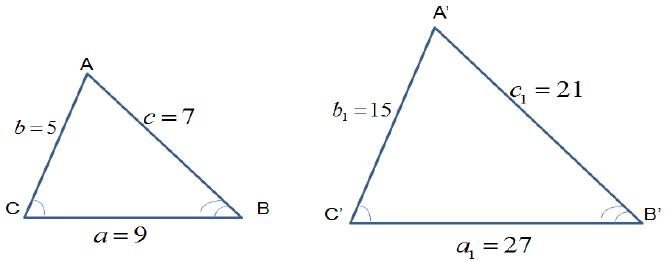 A
b = 5
c = 7
C
B
a = 9
A'
b₁ = 15
c₁ = 21
C'
B'
a₁ = 27